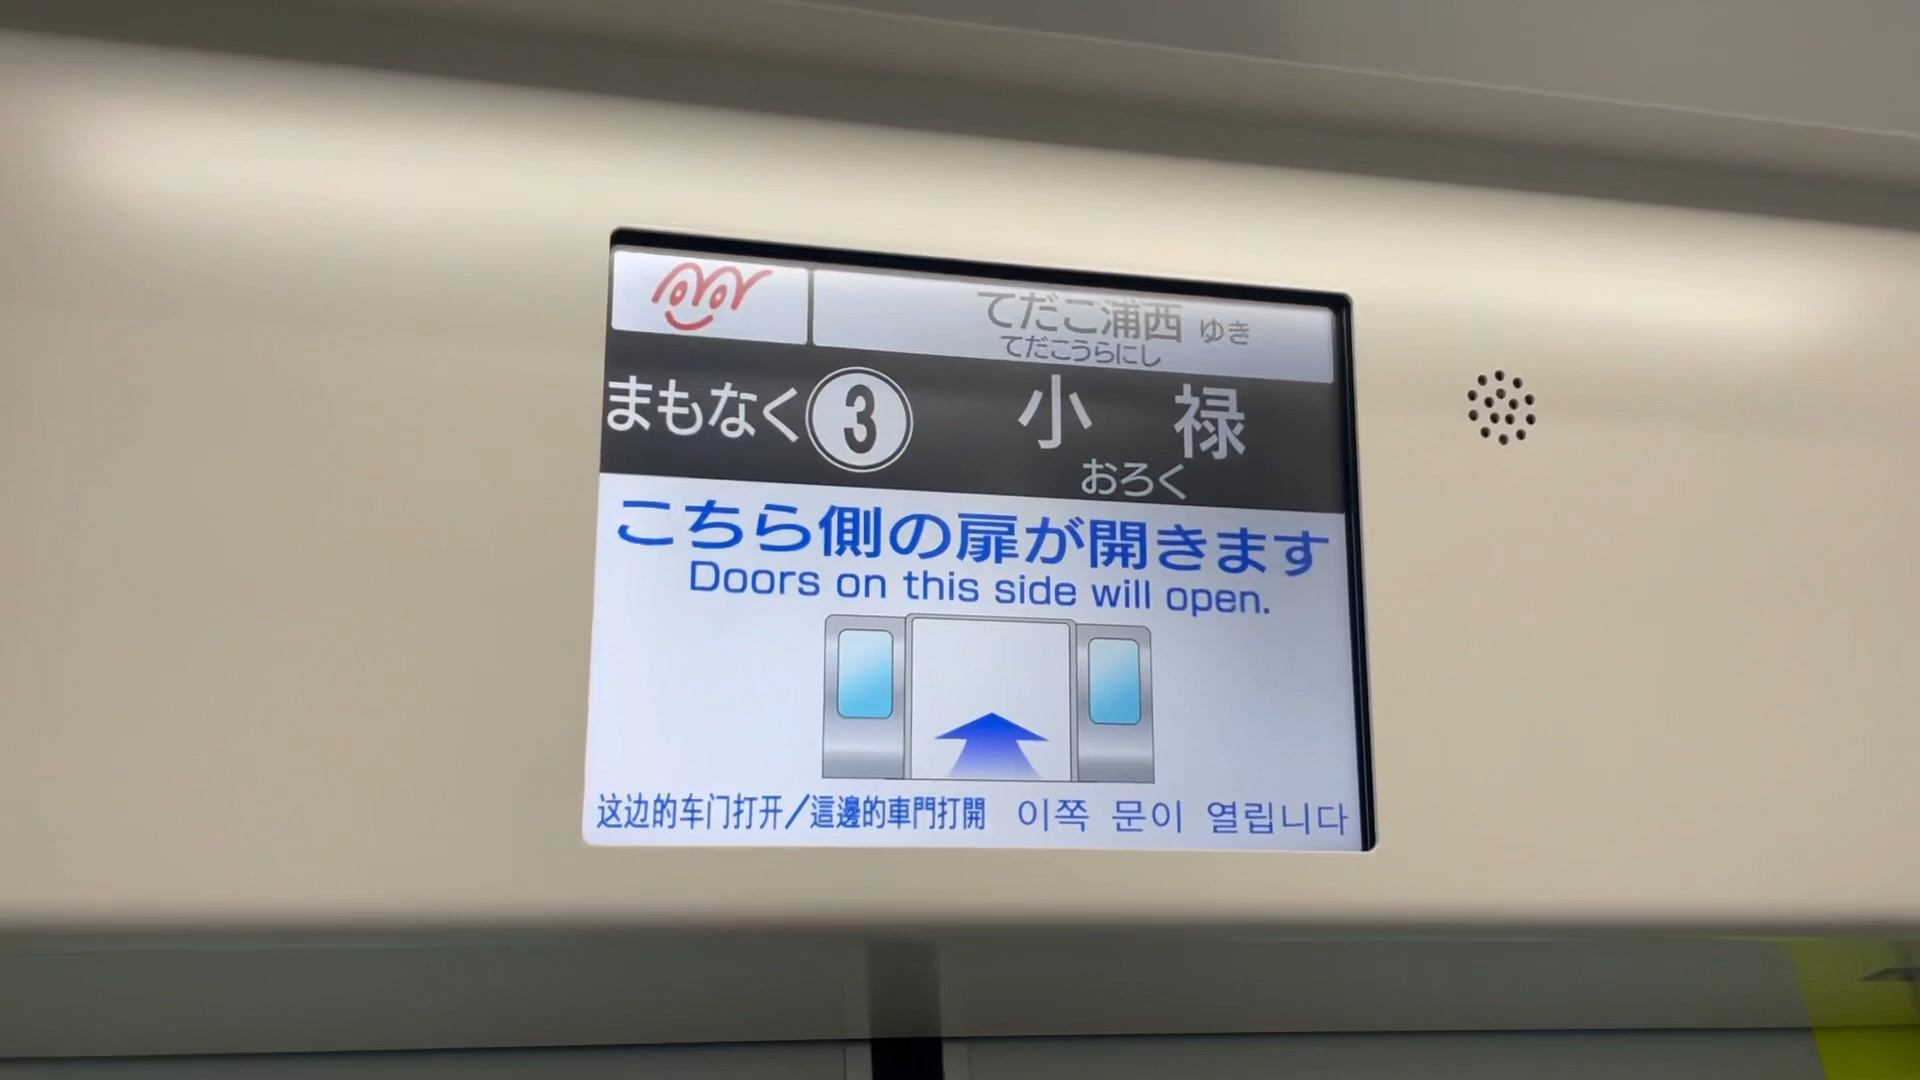 てだこ浦西 ゆき
てだこうらにし
まもなく 3 小禄
おろく
こちら側の扉が開きます
Doors on this side will open.
这边的车门打开/這邊的車門打開 이쪽 문이 열립니다